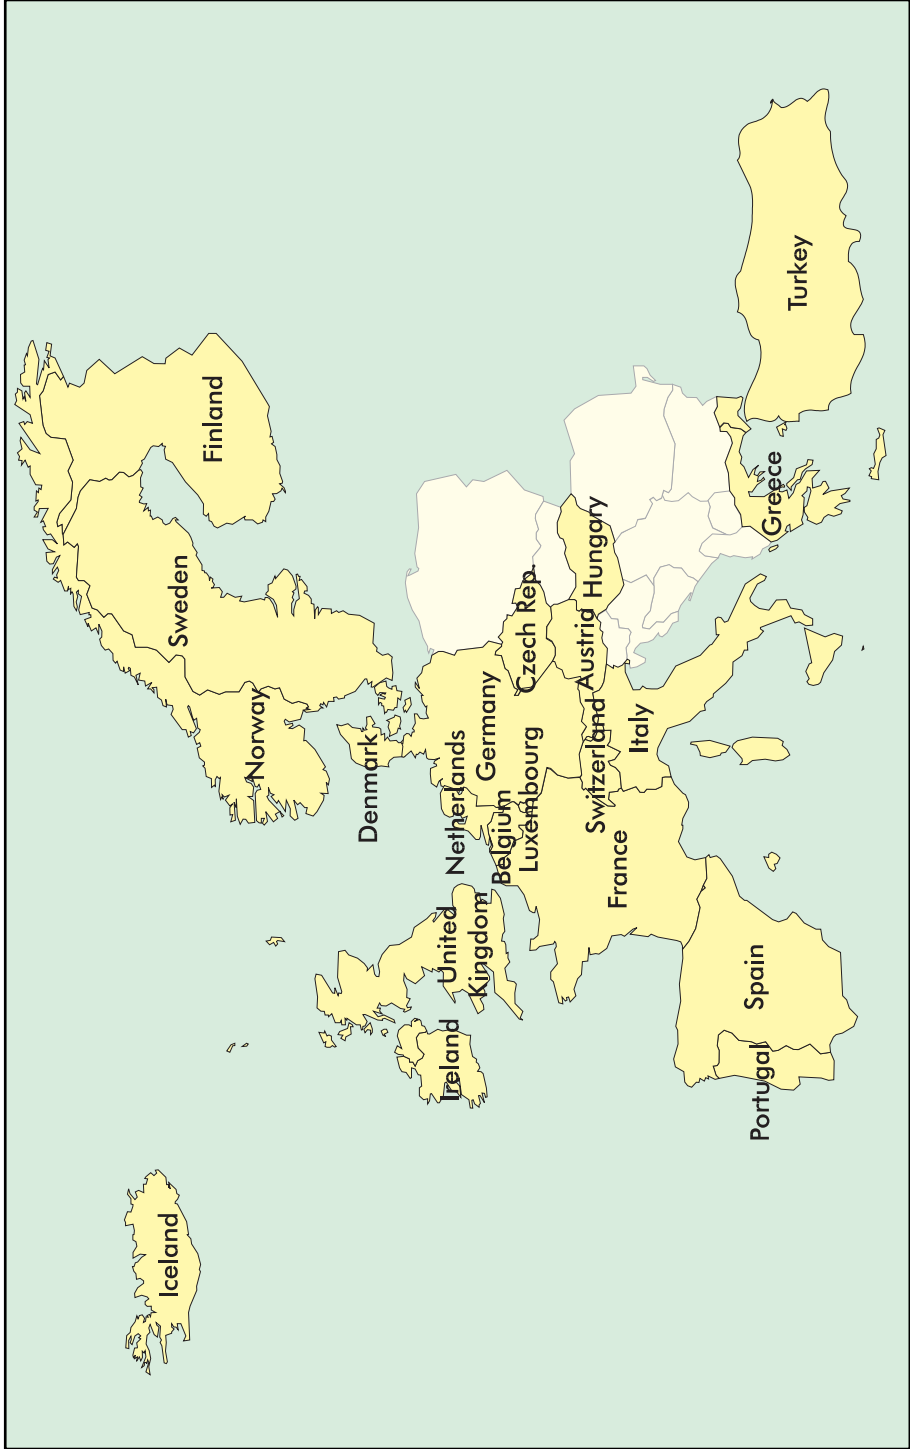 Iceland
Norway
Sweden
Finland
Denmark
Ireland
United
Kingdom
Netherlands
Belgium
Luxembourg
Germany
Czech Rep.
France
Switzerland
Austria
Hungary
Italy
Portugal
Spain
Greece
Turkey